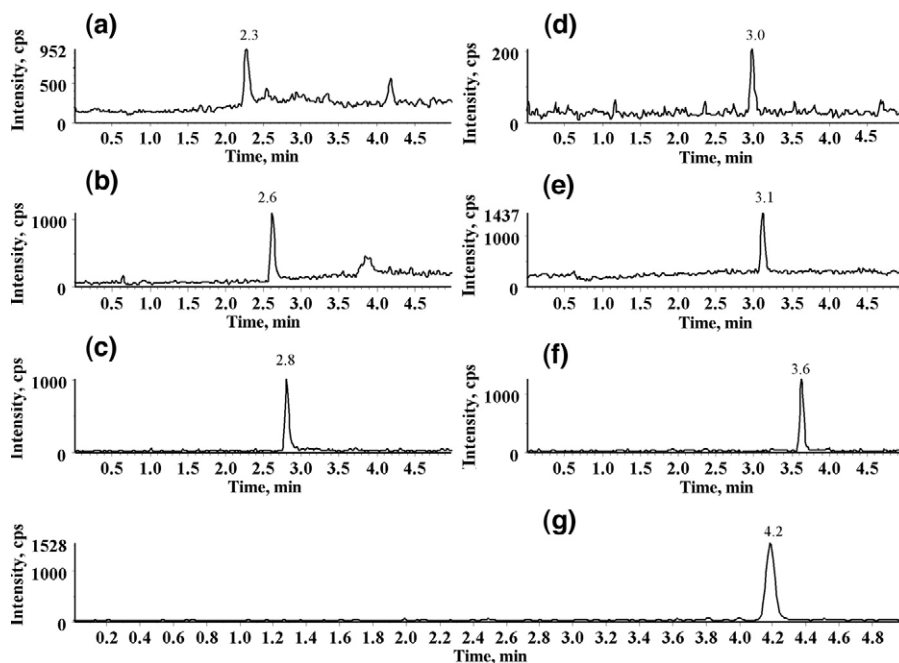 (a)
2.3
952
500
0
Intensity, cps
0.5 1.0 1.5 2.0 2.5 3.0 3.5 4.0 4.5
Time, min
(d)
3.0
200
0
Intensity, cps
0.5 1.0 1.5 2.0 2.5 3.0 3.5 4.0 4.5
Time, min
(b)
2.6
1000
0
Intensity, cps
0.5 1.0 1.5 2.0 2.5 3.0 3.5 4.0 4.5
Time, min
(e)
3.1
1437
1000
0
Intensity, cps
0.5 1.0 1.5 2.0 2.5 3.0 3.5 4.0 4.5
Time, min
(c)
2.8
1000
0
Intensity, cps
0.5 1.0 1.5 2.0 2.5 3.0 3.5 4.0 4.5
Time, min
(f)
3.6
1000
0
Intensity, cps
0.5 1.0 1.5 2.0 2.5 3.0 3.5 4.0 4.5
Time, min
(g)
4.2
1528
1000
0
Intensity, cps
0.2 0.4 0.6 0.8 1.0 1.2 1.4 1.6 1.8 2.0 2.2 2.4 2.6 2.8 3.0 3.2 3.4 3.6 3.8 4.0 4.2 4.4 4.6 4.8
Time, min